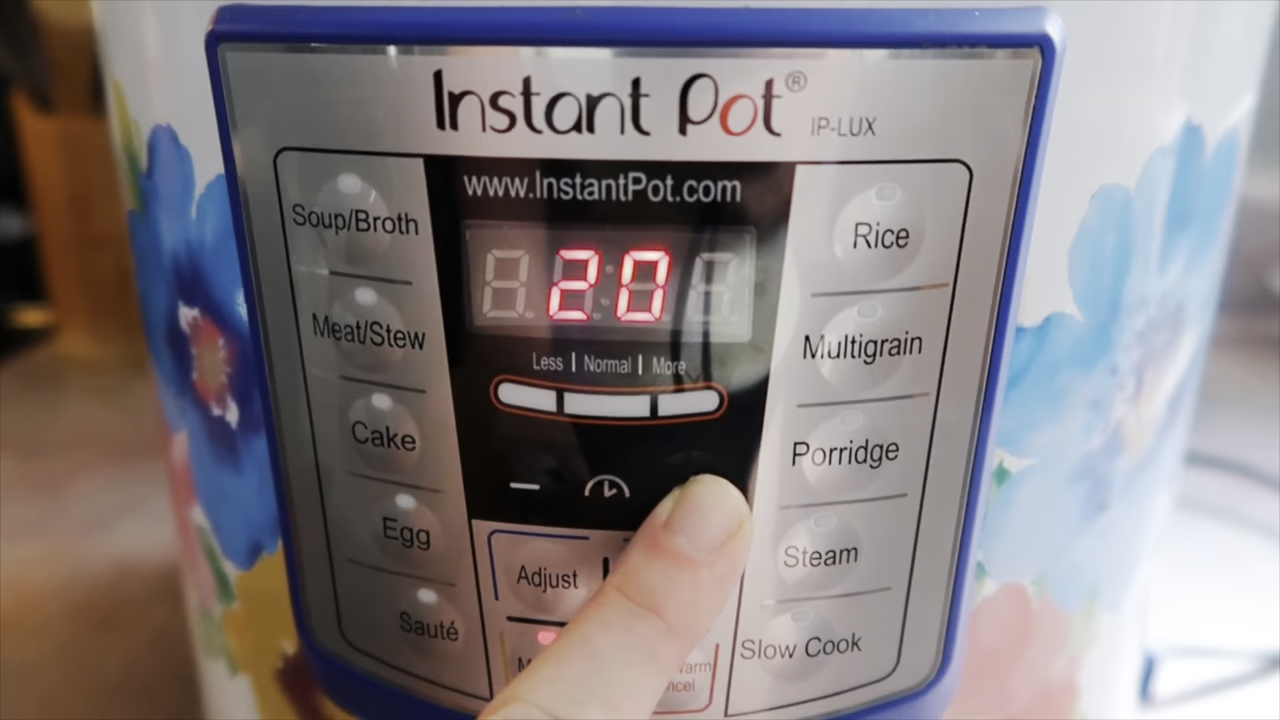 Instant Pot®
IP-LUX
www.InstantPot.com
20
Less | Normal | More
Soup/Broth
Meat/Stew
Cake
Egg
Sauté
Adjust
Rice
Multigrain
Porridge
Steam
Slow Cook